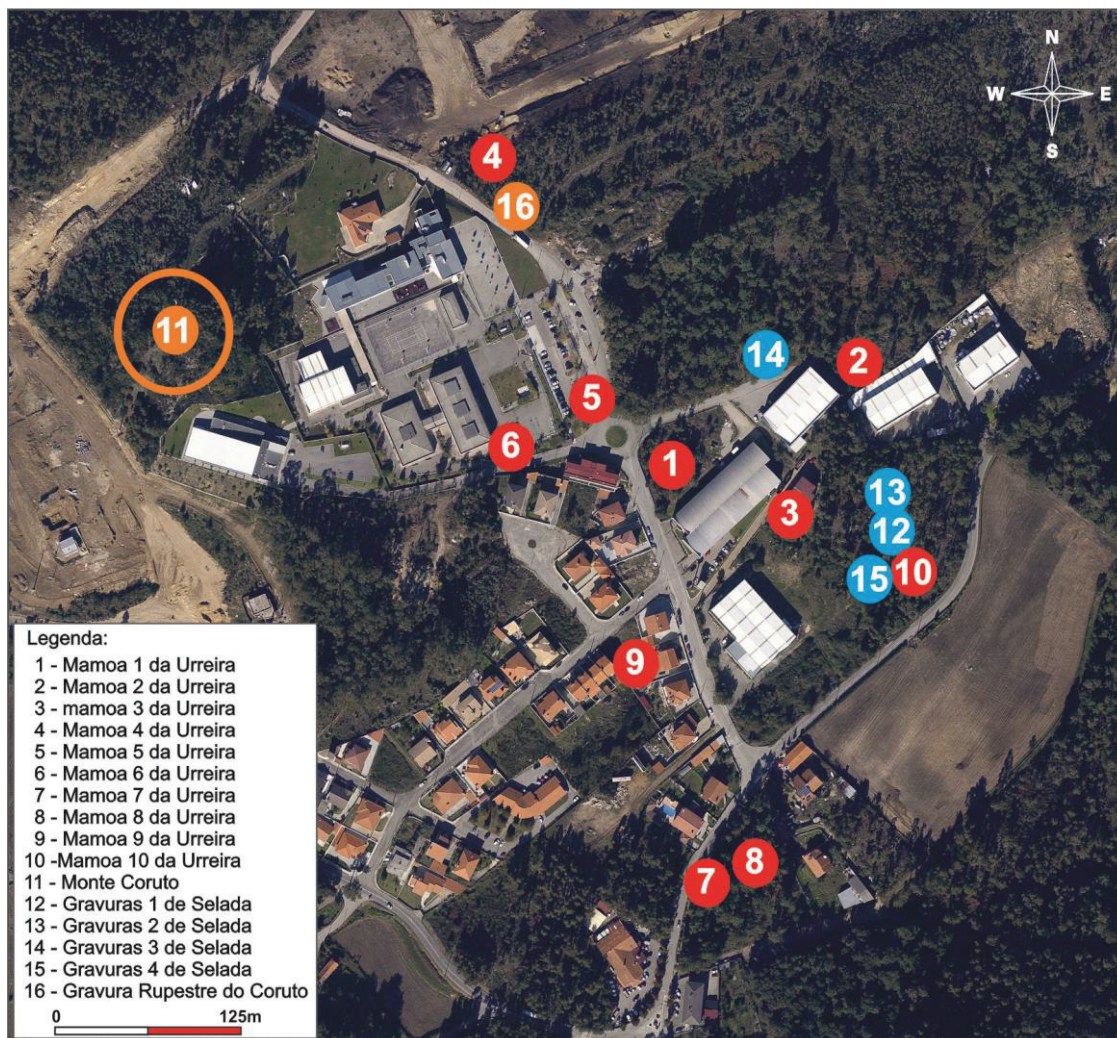 N
W E
S
4
16
11
14
2
5
6
1
13
3
12
15
10
9
8
7
Legenda:
1 - Mamoa 1 da Urreira
2 - Mamoa 2 da Urreira
3 - mamoa 3 da Urreira
4 - Mamoa 4 da Urreira
5 - Mamoa 5 da Urreira
6 - Mamoa 6 da Urreira
7 - Mamoa 7 da Urreira
8 - Mamoa 8 da Urreira
9 - Mamoa 9 da Urreira
10 -Mamoa 10 da Urreira
11 - Monte Coruto
12 - Gravuras 1 de Selada
13 - Gravuras 2 de Selada
14 - Gravuras 3 de Selada
15 - Gravuras 4 de Selada
16 - Gravura Rupestre do Coruto
0 125m